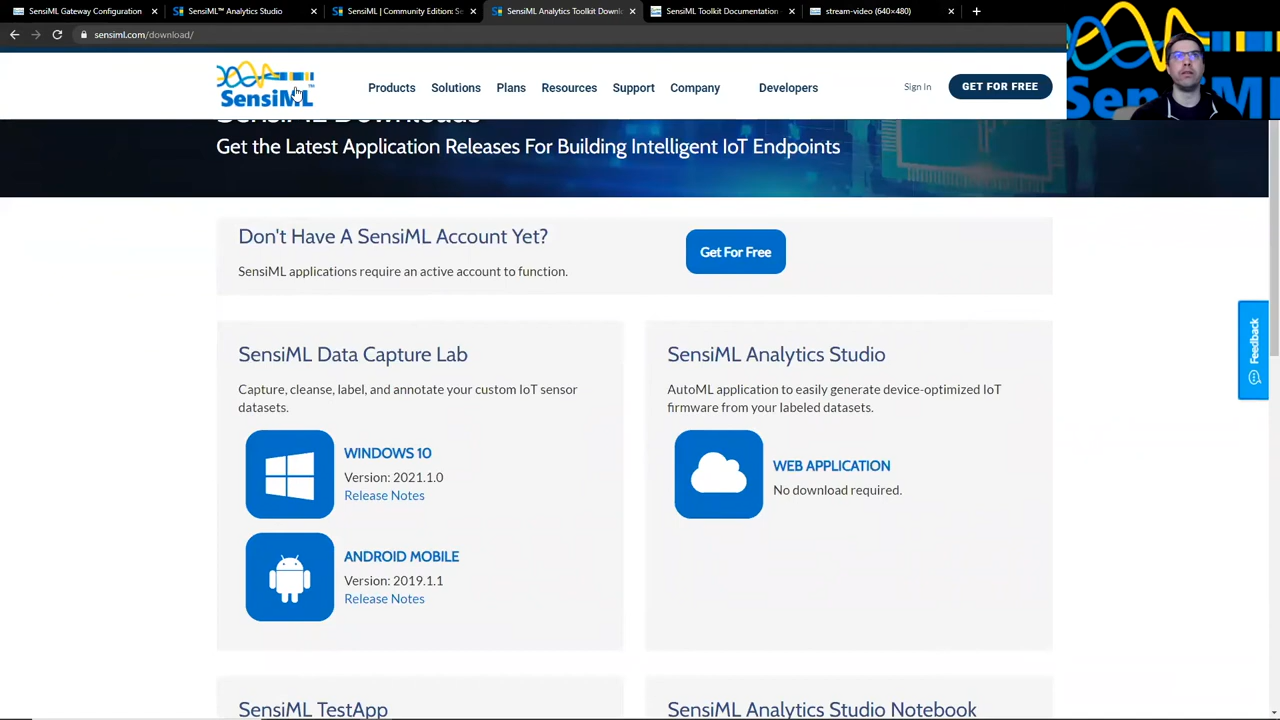 SensiML Gateway Configuration
SensiML™ Analytics Studio
SensiML | Community Edition: Se
SensiML Analytics Toolkit Downl
SensiML Toolkit Documentation
stream-video (640×480)
sensiml.com/download/
SensiML™
Products
Solutions
Plans
Resources
Support
Company
Developers
Sign In
GET FOR FREE
SensiML
SensiML Downloads
Get the Latest Application Releases For Building Intelligent IoT Endpoints
Don't Have A SensiML Account Yet?
SensiML applications require an active account to function.
Get For Free
Feedback
SensiML Data Capture Lab
Capture, cleanse, label, and annotate your custom IoT sensor
datasets.
WINDOWS 10
Version: 2021.1.0
Release Notes
ANDROID MOBILE
Version: 2019.1.1
Release Notes
SensiML Analytics Studio
AutoML application to easily generate device-optimized IoT
firmware from your labeled datasets.
WEB APPLICATION
No download required.
SensiML TestApp
SensiML Analytics Studio Notebook